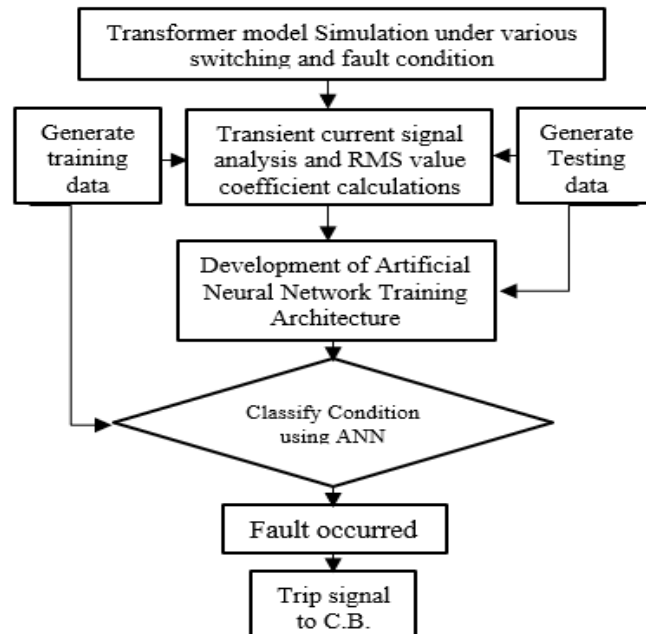 Transformer model Simulation under various
switching and fault condition
Generate
training
data
Transient current signal
analysis and RMS value
coefficient calculations
Generate
Testing
data
Development of Artificial
Neural Network Training
Architecture
Classify Condition
using ANN
Fault occurred
Trip signal
to C.B.